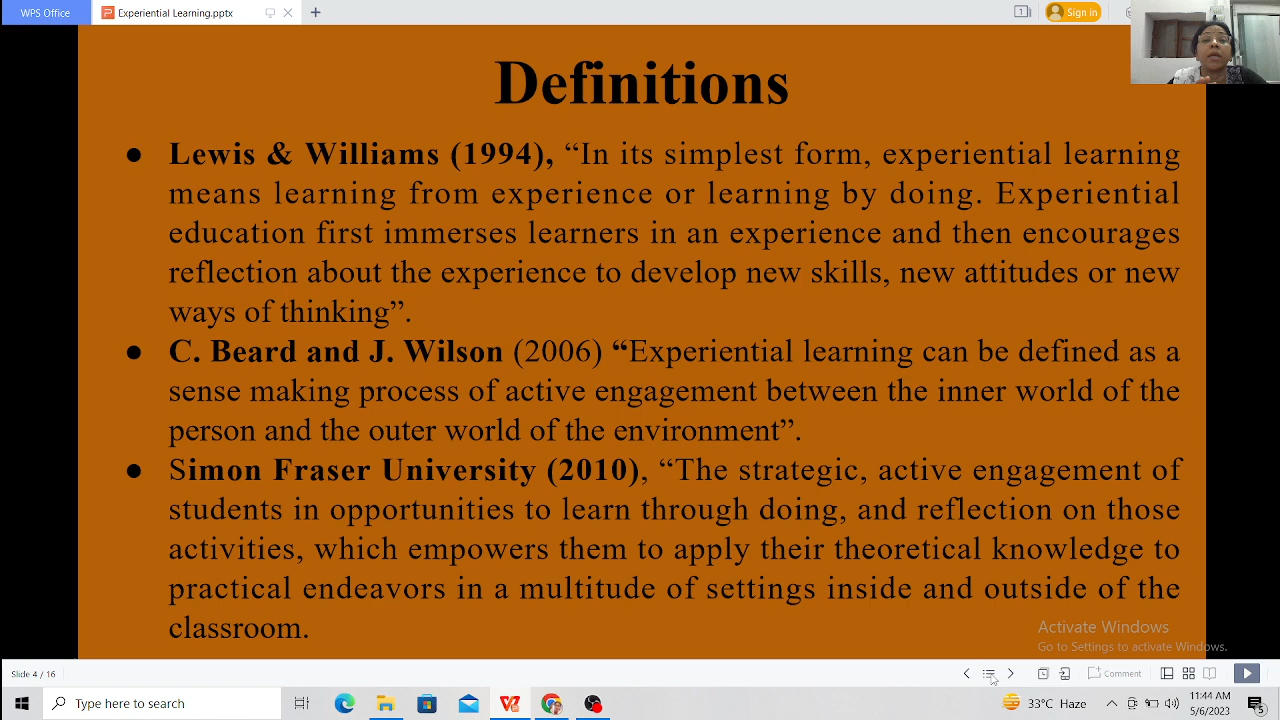 WPS Office
Experiential Learning.pptx
Sign in
Definitions
● Lewis & Williams (1994), “In its simplest form, experiential learning
means learning from experience or learning by doing. Experiential
education first immerses learners in an experience and then encourages
reflection about the experience to develop new skills, new attitudes or new
ways of thinking”.
● C. Beard and J. Wilson (2006) “Experiential learning can be defined as a
sense making process of active engagement between the inner world of the
person and the outer world of the environment”.
● Simon Fraser University (2010), “The strategic, active engagement of
students in opportunities to learn through doing, and reflection on those
activities, which empowers them to apply their theoretical knowledge to
practical endeavors in a multitude of settings inside and outside of the
classroom.
Activate Windows
Go to Settings to activate Windows.
Slide 4 / 16
Comment
Type here to search
33°C Haze
11:44 AM
5/6/2023
5